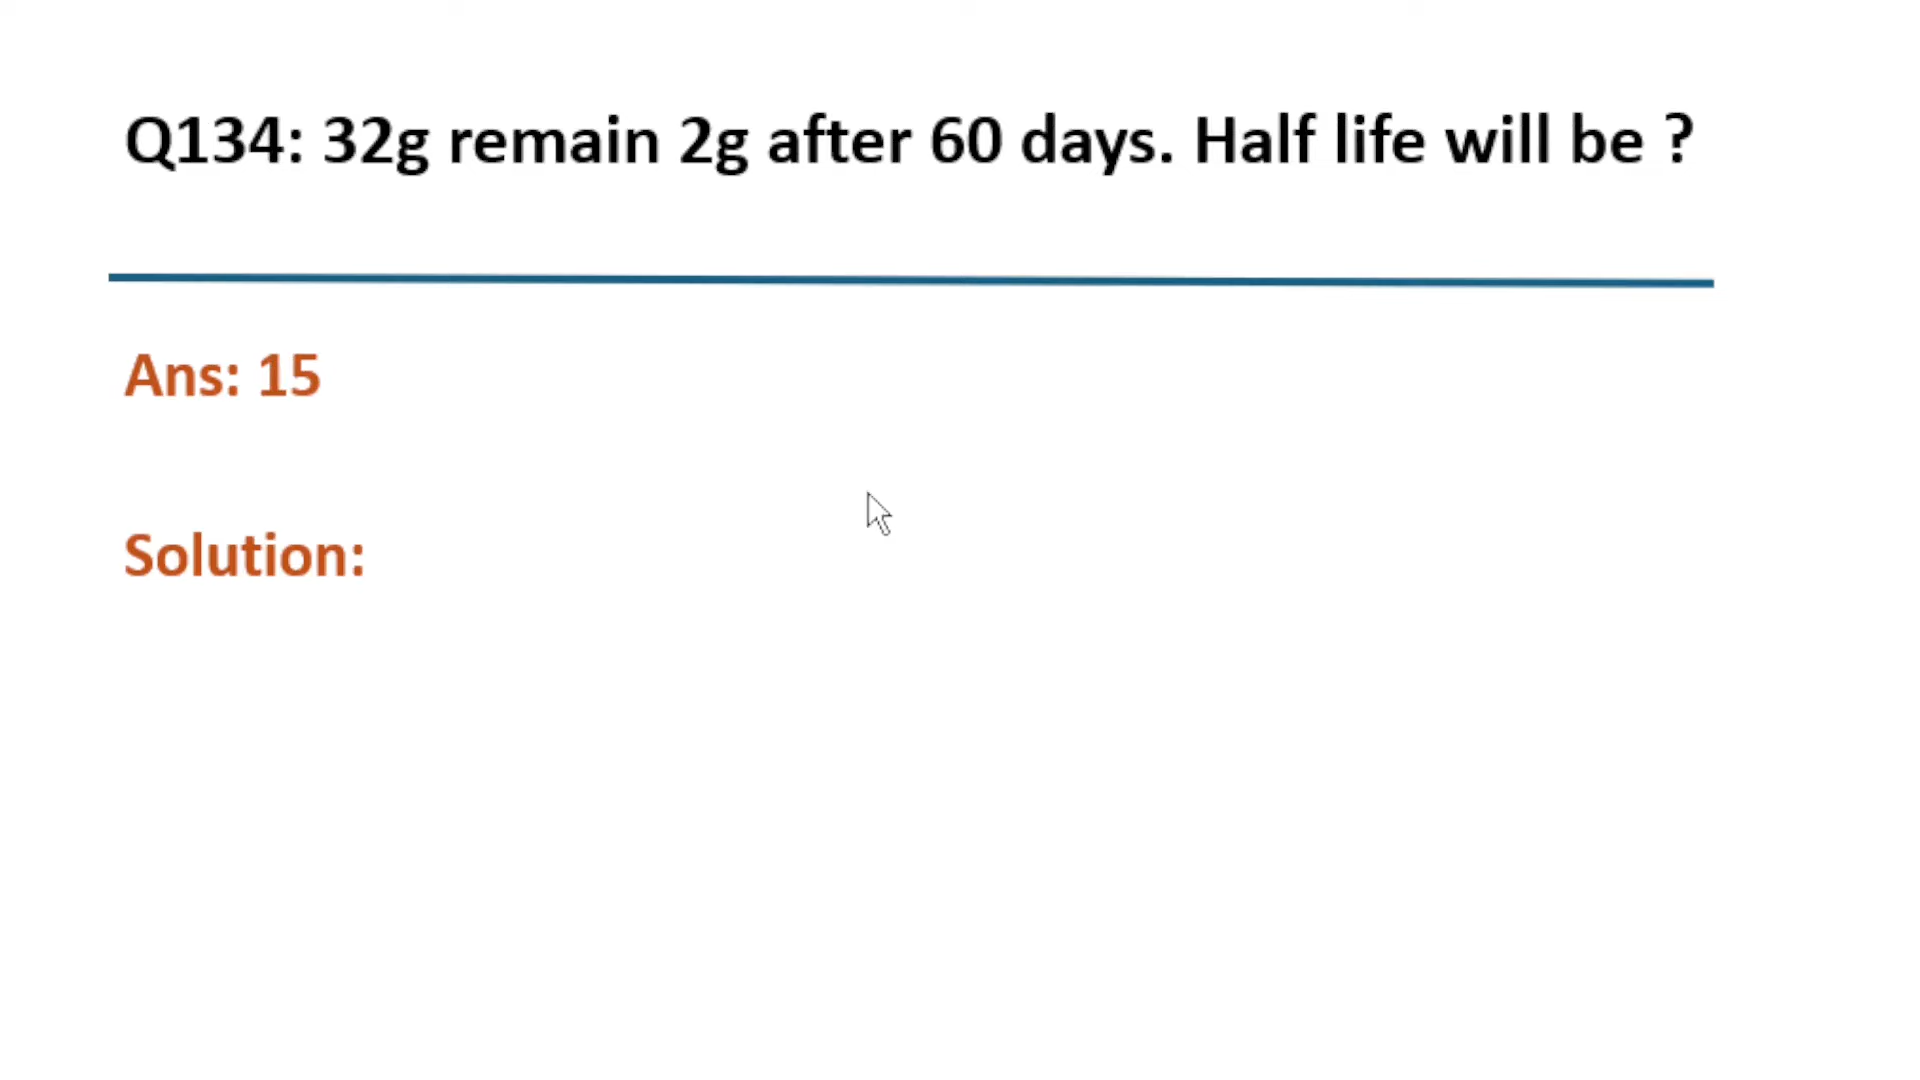 Q134: 32g remain 2g after 60 days. Half life will be ?
Ans: 15
Solution: